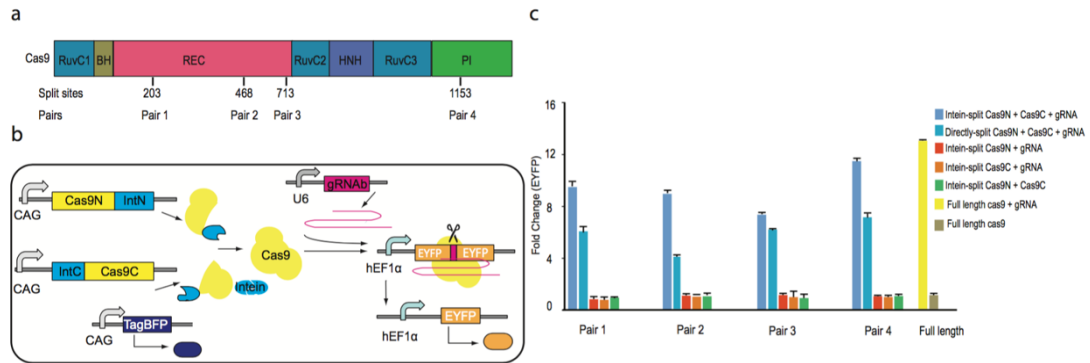 a
Cas9 RuvC1 BH REC RuvC2 HNH RuvC3 PI
Split sites 203 468 713 1153
Pairs Pair 1 Pair 2 Pair 3 Pair 4
b
CAG
Cas9N IntN
U6
gRNAb
IntC Cas9C
CAG
Cas9
Intein
hEF1α
EYFP EYFP
TagBFP
CAG
hEF1α
EYFP
c
Fold Change (EYFP)
16
12
8
4
0
Pair 1 Pair 2 Pair 3 Pair 4 Full length
Intein-split Cas9N + Cas9C + gRNA
Directly-split Cas9N + Cas9C + gRNA
Intein-split Cas9N + gRNA
Intein-split Cas9C + gRNA
Intein-split Cas9N + Cas9C
Full length cas9 + gRNA
Full length cas9